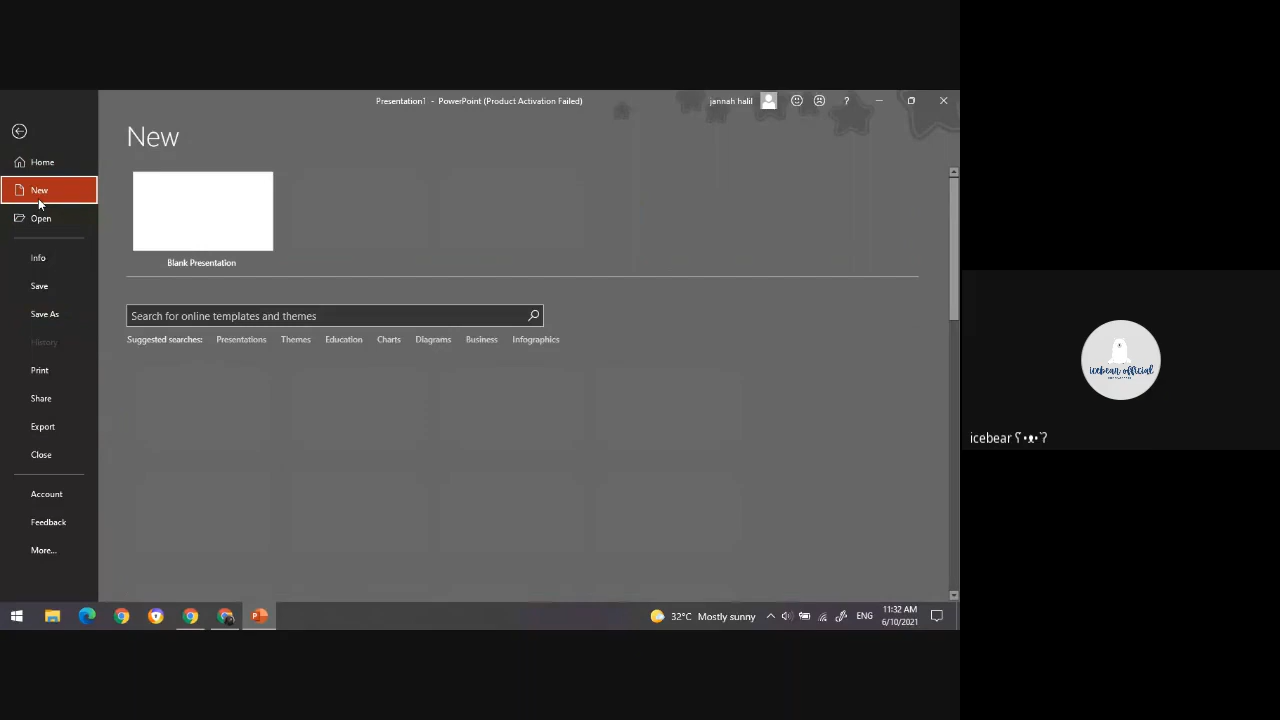 Presentation1 - PowerPoint (Product Activation Failed)
jannah halil
?
New
Home
New
Open
Info
Save
Save As
History
Print
Share
Export
Close
Account
Feedback
More...
Blank Presentation
Search for online templates and themes
Suggested searches: Presentations Themes Education Charts Diagrams Business Infographics
32°C Mostly sunny
ENG
11:32 AM
6/10/2021
icebear official
icebear ʕ•ᴥ•ʔ